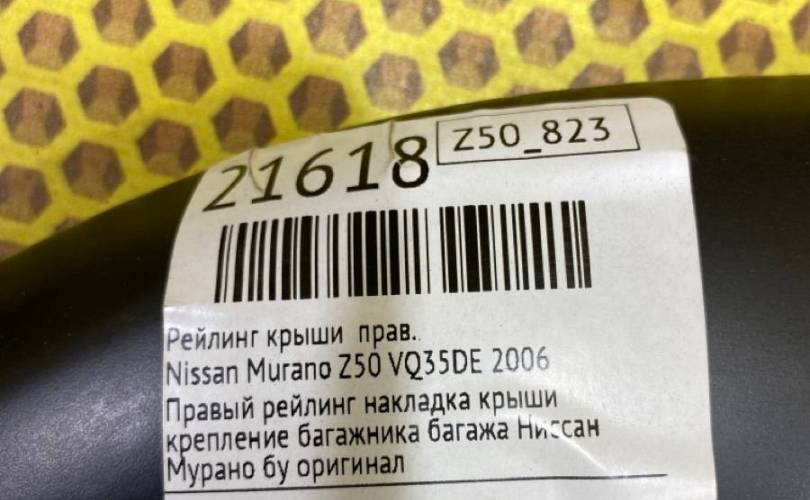 21618 Z50_823
Рейлинг крыши прав.
Nissan Murano Z50 VQ35DE 2006
Правый рейлинг накладка крыши
крепление багажника багажа Ниссан
Мурано бу оригинал